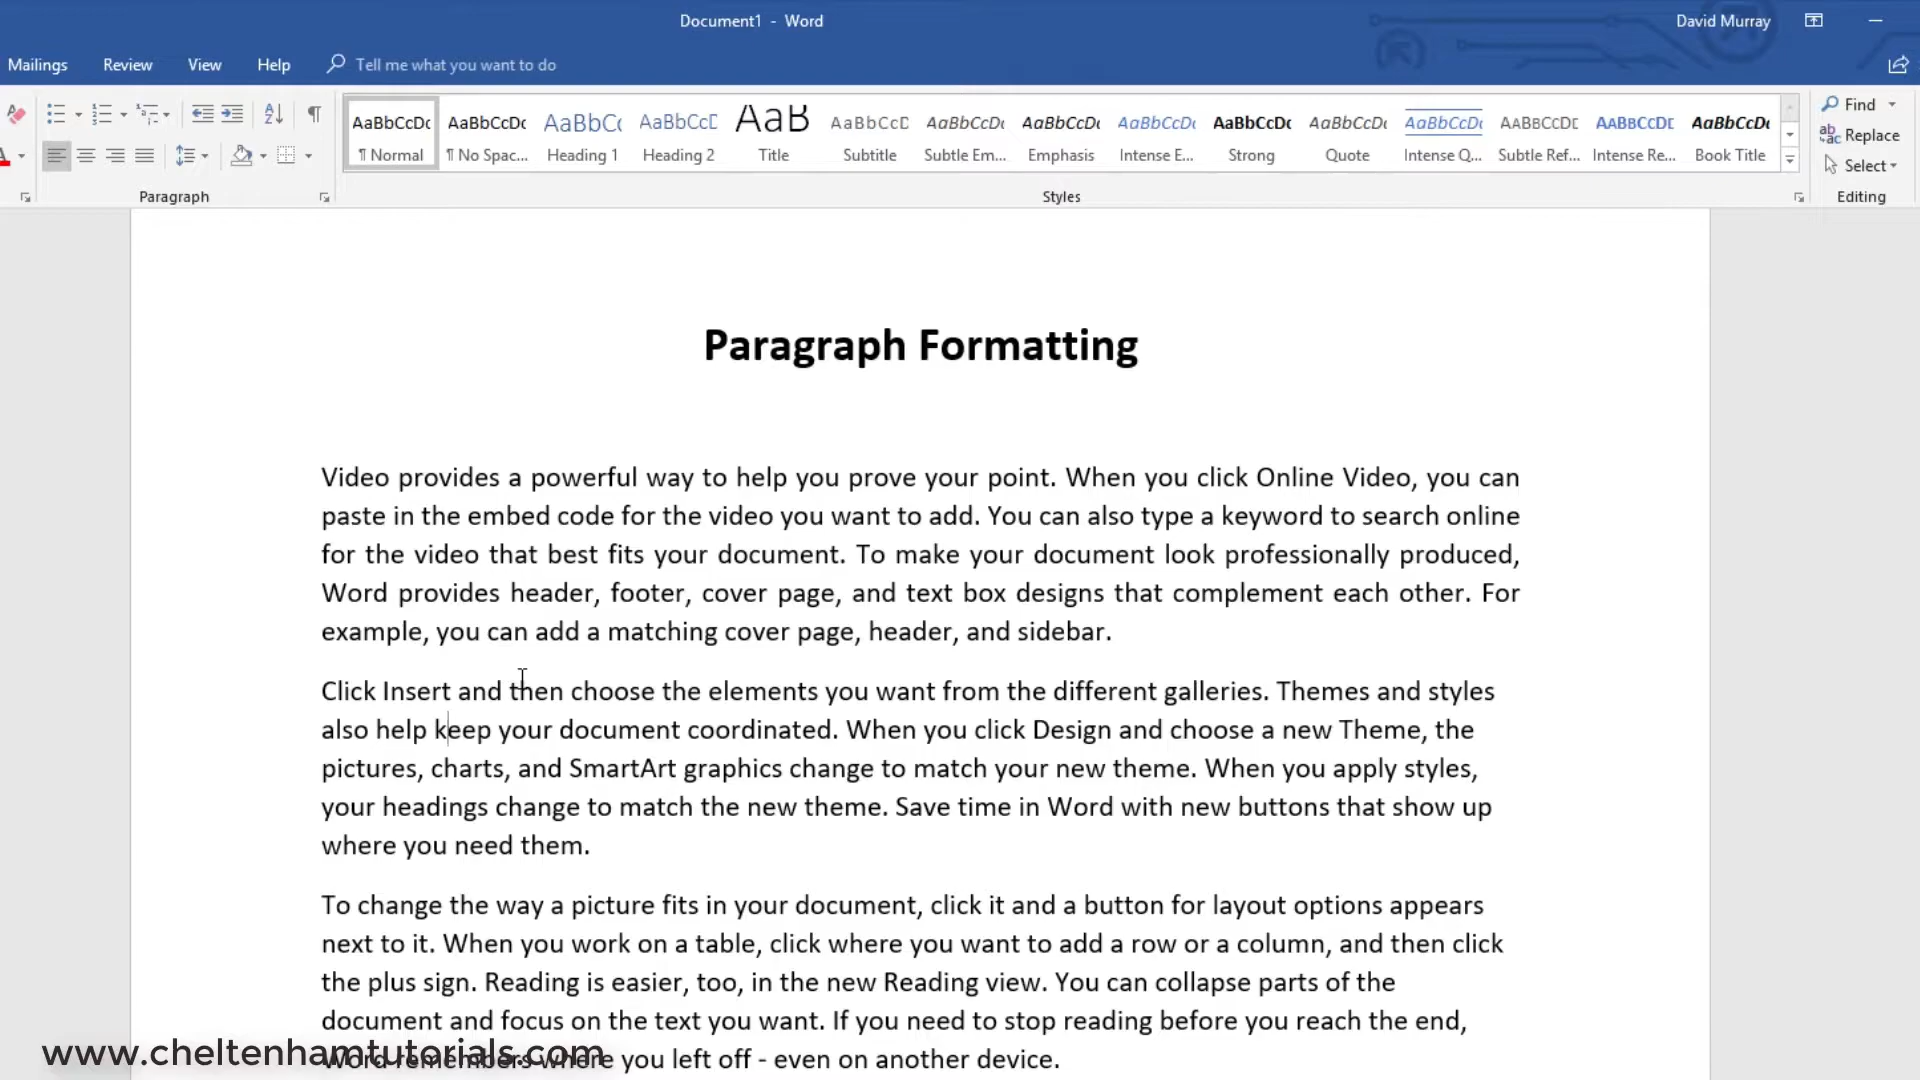 Document1 - Word
David Murray
Mailings Review View Help Tell me what you want to do
AaBbCcDc AaBbCcDc AaBbCc AaBbCcD AaB AaBbCcD AaBbCcDc AaBbCcDc AaBbCcDc AaBbCcDc AaBbCcDc AaBbCcDc AABBCCDD AABBCCDD AaBbCcDc
¶ Normal ¶ No Spac... Heading 1 Heading 2 Title Subtitle Subtle Em... Emphasis Intense E... Strong Quote Intense Q... Subtle Ref... Intense Re... Book Title
Find
Replace
Select
Paragraph Styles Editing
Paragraph Formatting
Video provides a powerful way to help you prove your point. When you click Online Video, you can
paste in the embed code for the video you want to add. You can also type a keyword to search online
for the video that best fits your document. To make your document look professionally produced,
Word provides header, footer, cover page, and text box designs that complement each other. For
example, you can add a matching cover page, header, and sidebar.
Click Insert and then choose the elements you want from the different galleries. Themes and styles
also help keep your document coordinated. When you click Design and choose a new Theme, the
pictures, charts, and SmartArt graphics change to match your new theme. When you apply styles,
your headings change to match the new theme. Save time in Word with new buttons that show up
where you need them.
To change the way a picture fits in your document, click it and a button for layout options appears
next to it. When you work on a table, click where you want to add a row or a column, and then click
the plus sign. Reading is easier, too, in the new Reading view. You can collapse parts of the
document and focus on the text you want. If you need to stop reading before you reach the end,
Word remembers where you left off - even on another device.
www.cheltenhamtutorials.com